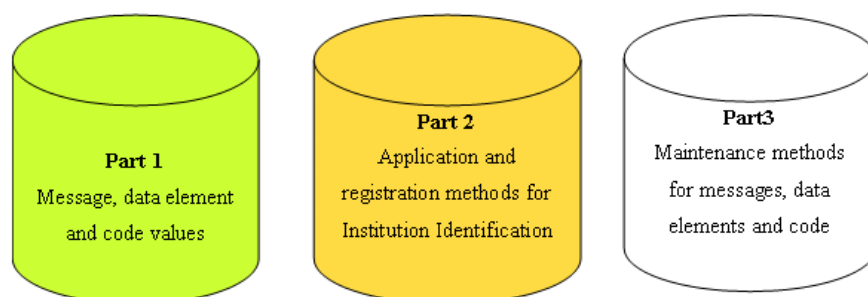 Part 1
Message, data element
and code values
Part 2
Application and
registration methods for
Institution Identification
Part3
Maintenance methods
for messages, data
elements and code